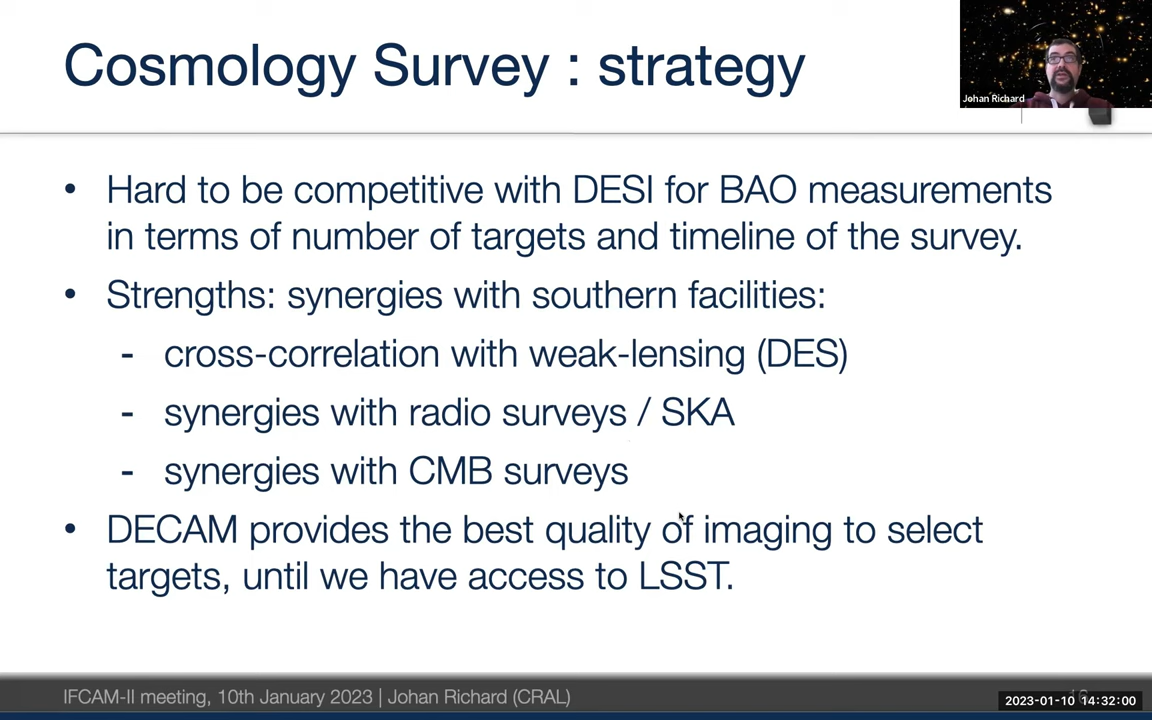 Cosmology Survey : strategy
Johan Richard
• Hard to be competitive with DESI for BAO measurements
in terms of number of targets and timeline of the survey.
• Strengths: synergies with southern facilities:
- cross-correlation with weak-lensing (DES)
- synergies with radio surveys / SKA
- synergies with CMB surveys
• DECAM provides the best quality of imaging to select
targets, until we have access to LSST.
IFCAM-II meeting, 10th January 2023 | Johan Richard (CRAL)
2023-01-10 14:32:00